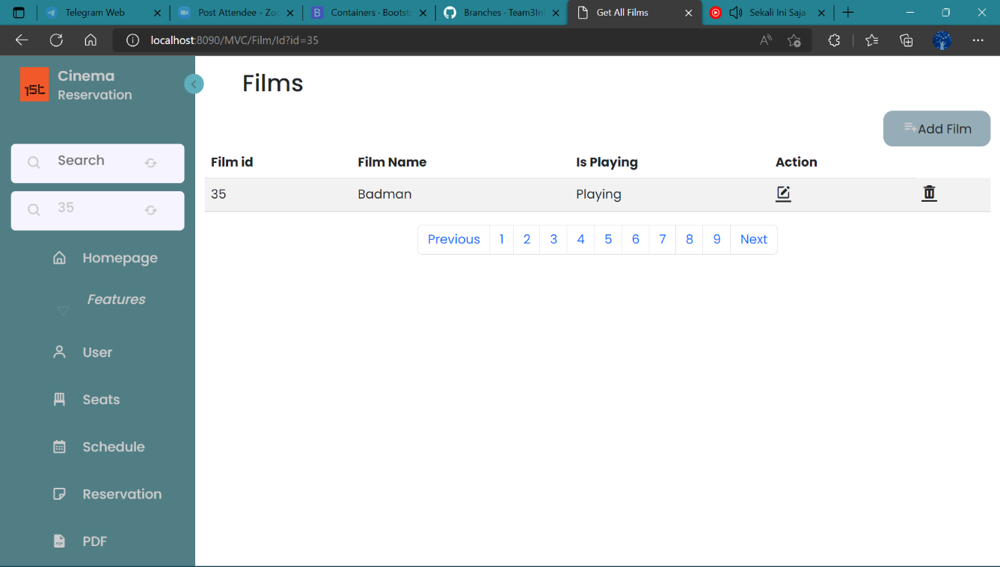 Telegram Web
Post Attendee - Zoo
B
Containers - Bootst
Branches · Team3In
Get All Films
Sekali Ini Saja
localhost:8090/MVC/Film/Id?id=35
1St
Cinema
Reservation
Search
35
Homepage
Features
User
Seats
Schedule
Reservation
PDF
Films
Add Film
Film id Film Name Is Playing Action
35 Badman Playing
Previous 1 2 3 4 5 6 7 8 9 Next